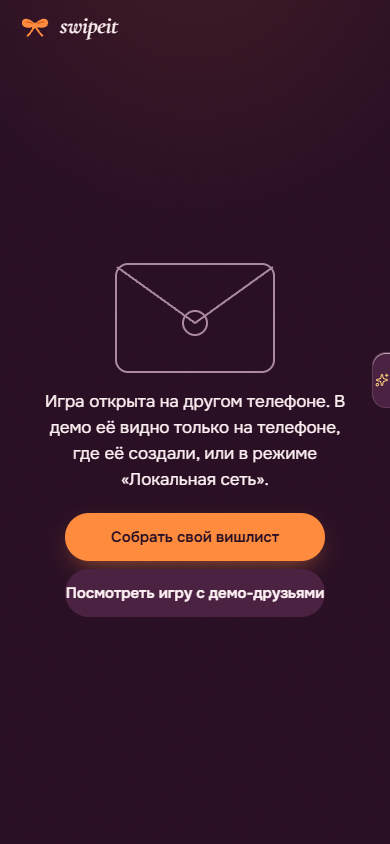 swipeit
Игра открыта на другом телефоне. В
демо её видно только на телефоне,
где её создали, или в режиме
«Локальная сеть».
Собрать свой вишлист
Посмотреть игру с демо-друзьями